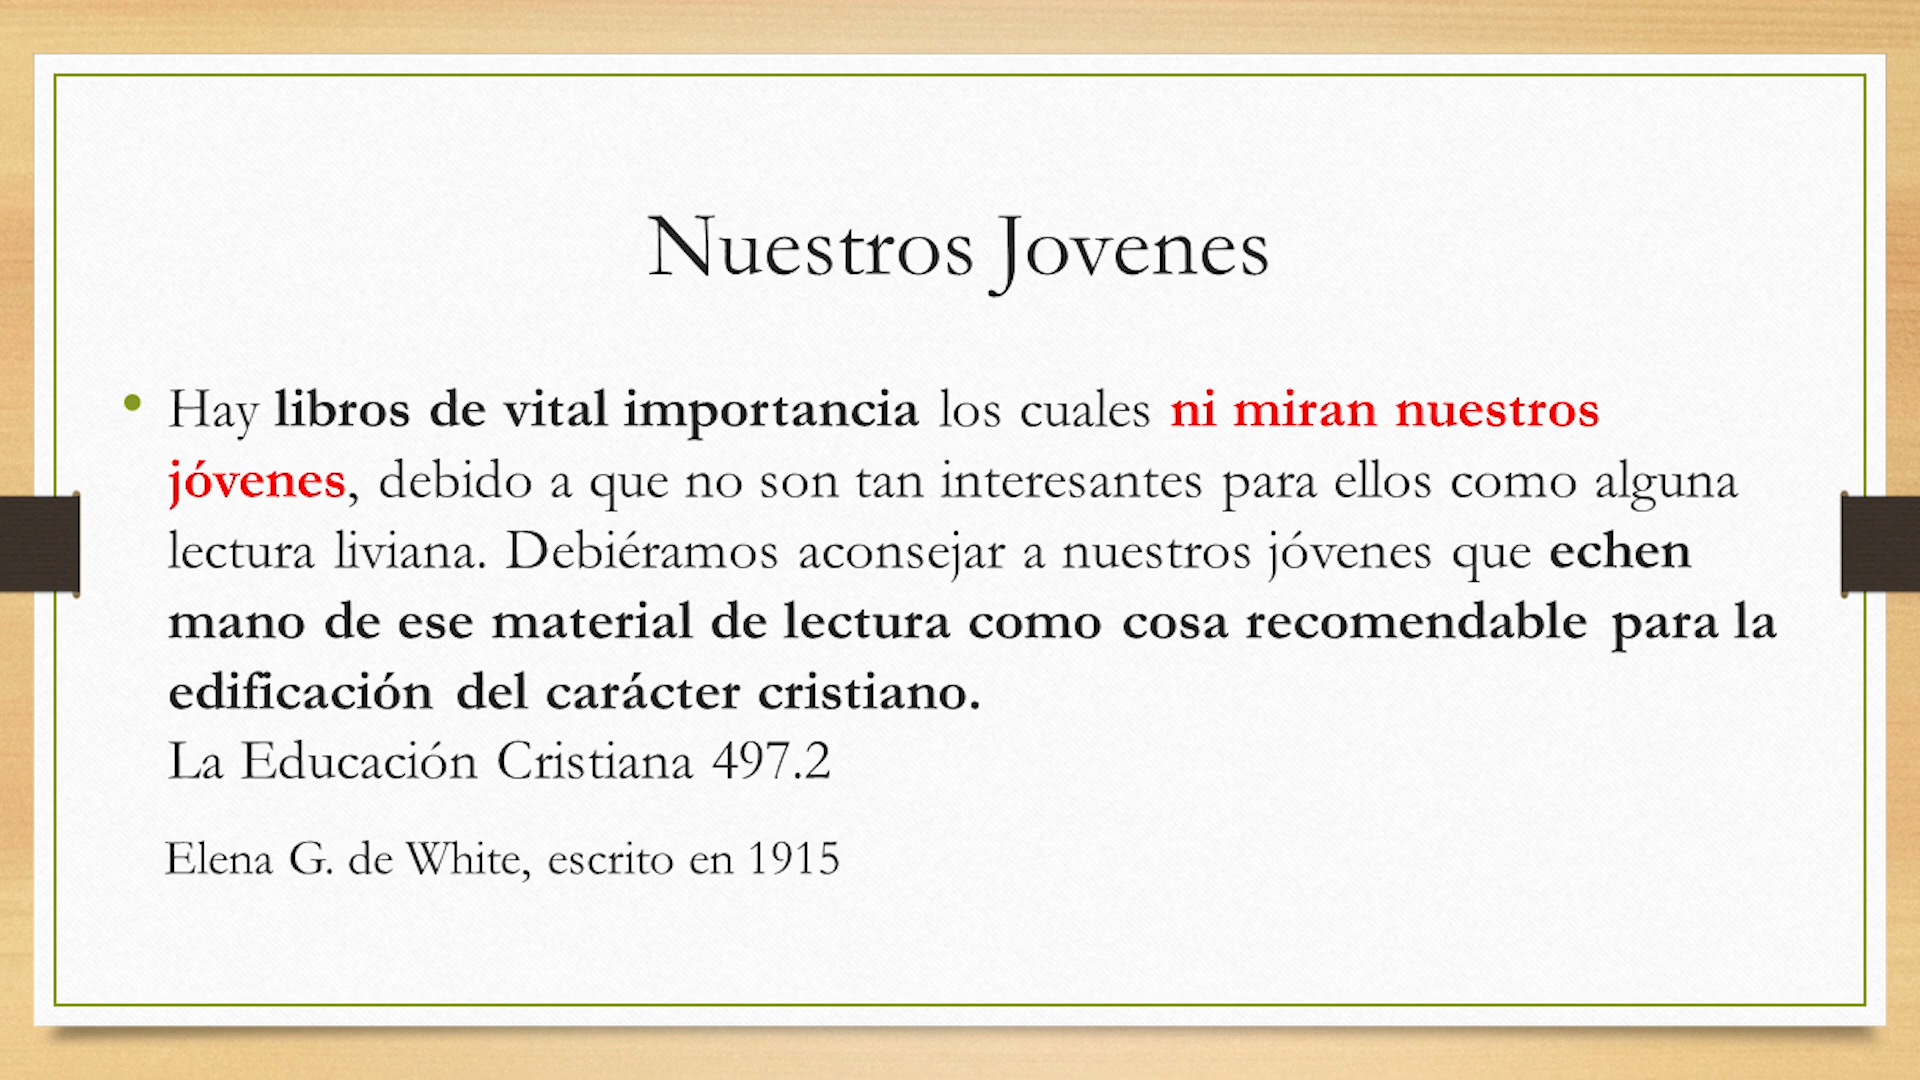 Nuestros Jovenes
• Hay libros de vital importancia los cuales ni miran nuestros
jóvenes, debido a que no son tan interesantes para ellos como alguna
lectura liviana. Debiéramos aconsejar a nuestros jóvenes que echen
mano de ese material de lectura como cosa recomendable para la
edificación del carácter cristiano.
La Educación Cristiana 497.2
Elena G. de White, escrito en 1915